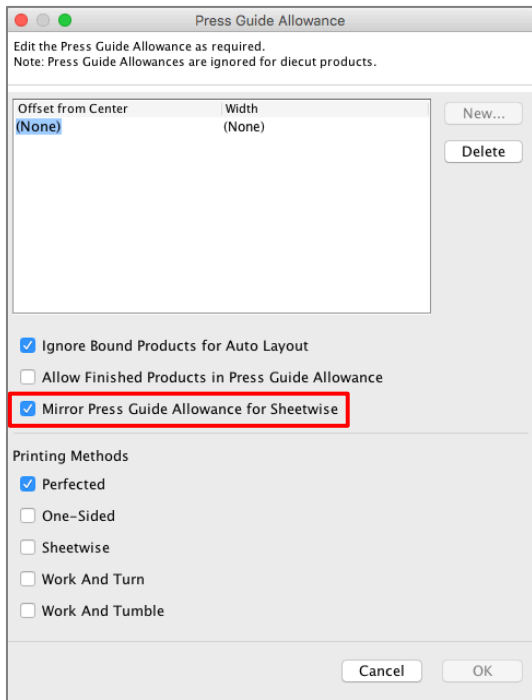 Press Guide Allowance
Edit the Press Guide Allowance as required.
Note: Press Guide Allowances are ignored for diecut products.
Offset from Center Width
(None) (None)
New...
Delete
Ignore Bound Products for Auto Layout
Allow Finished Products in Press Guide Allowance
Mirror Press Guide Allowance for Sheetwise
Printing Methods
Perfected
One-Sided
Sheetwise
Work And Turn
Work And Tumble
Cancel OK